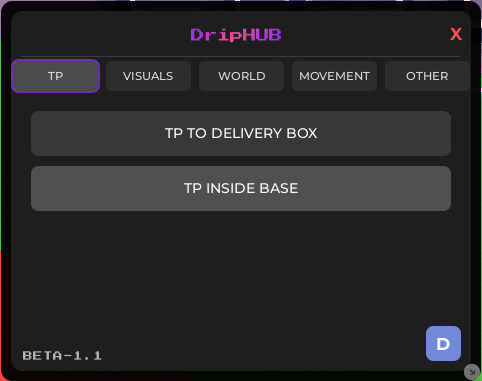 DripHUB X
TP VISUALS WORLD MOVEMENT OTHER
TP TO DELIVERY BOX
TP INSIDE BASE
BETA-1.1
D